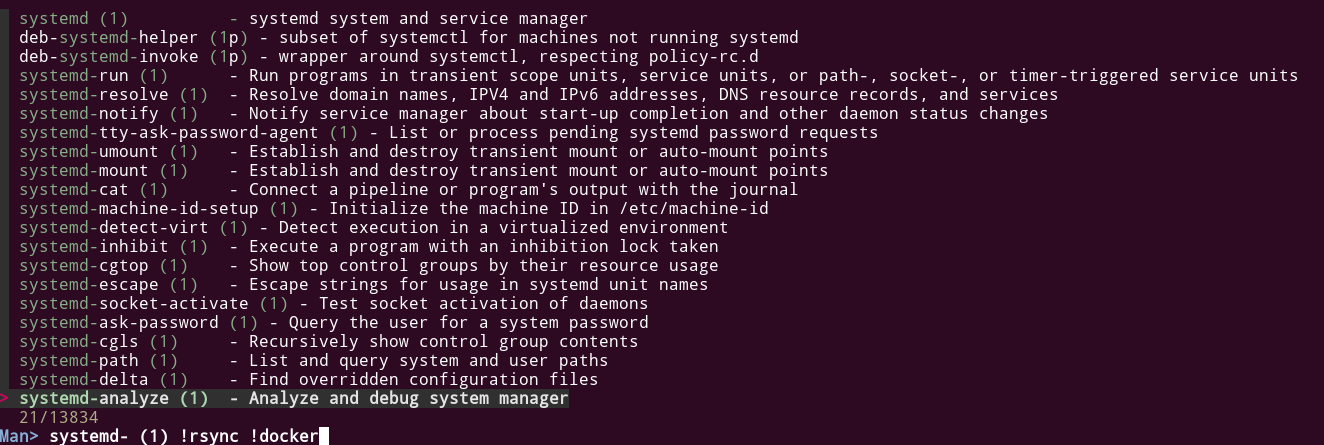 systemd (1)          - systemd system and service manager
deb-systemd-helper (1p) - subset of systemctl for machines not running systemd
deb-systemd-invoke (1p) - wrapper around systemctl, respecting policy-rc.d
systemd-run (1)      - Run programs in transient scope units, service units, or path-, socket-, or timer-triggered service units
systemd-resolve (1)  - Resolve domain names, IPV4 and IPv6 addresses, DNS resource records, and services
systemd-notify (1)   - Notify service manager about start-up completion and other daemon status changes
systemd-tty-ask-password-agent (1) - List or process pending systemd password requests
systemd-umount (1)   - Establish and destroy transient mount or auto-mount points
systemd-mount (1)    - Establish and destroy transient mount or auto-mount points
systemd-cat (1)      - Connect a pipeline or program's output with the journal
systemd-machine-id-setup (1) - Initialize the machine ID in /etc/machine-id
systemd-detect-virt (1) - Detect execution in a virtualized environment
systemd-inhibit (1)  - Execute a program with an inhibition lock taken
systemd-cgtop (1)    - Show top control groups by their resource usage
systemd-escape (1)   - Escape strings for usage in systemd unit names
systemd-socket-activate (1) - Test socket activation of daemons
systemd-ask-password (1) - Query the user for a system password
systemd-cgls (1)     - Recursively show control group contents
systemd-path (1)     - List and query system and user paths
systemd-delta (1)    - Find overridden configuration files
> systemd-analyze (1)  - Analyze and debug system manager
21/13834
Man> systemd- (1) !rsync !docker